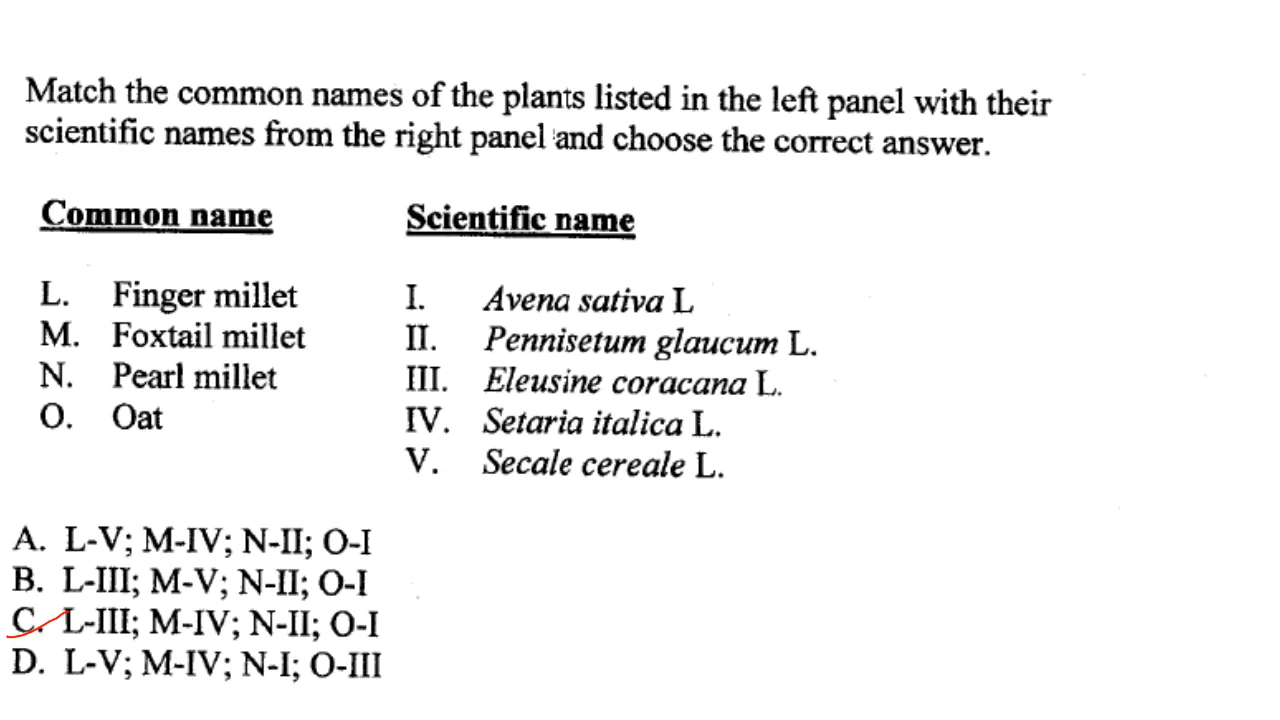 Match the common names of the plants listed in the left panel with their
scientific names from the right panel and choose the correct answer.
Common name Scientific name
L. Finger millet I. Avena sativa L
M. Foxtail millet II. Pennisetum glaucum L.
N. Pearl millet III. Eleusine coracana L.
O. Oat IV. Setaria italica L.
V. Secale cereale L.
A. L-V; M-IV; N-II; O-I
B. L-III; M-V; N-II; O-I
C. L-III; M-IV; N-II; O-I
D. L-V; M-IV; N-I; O-III